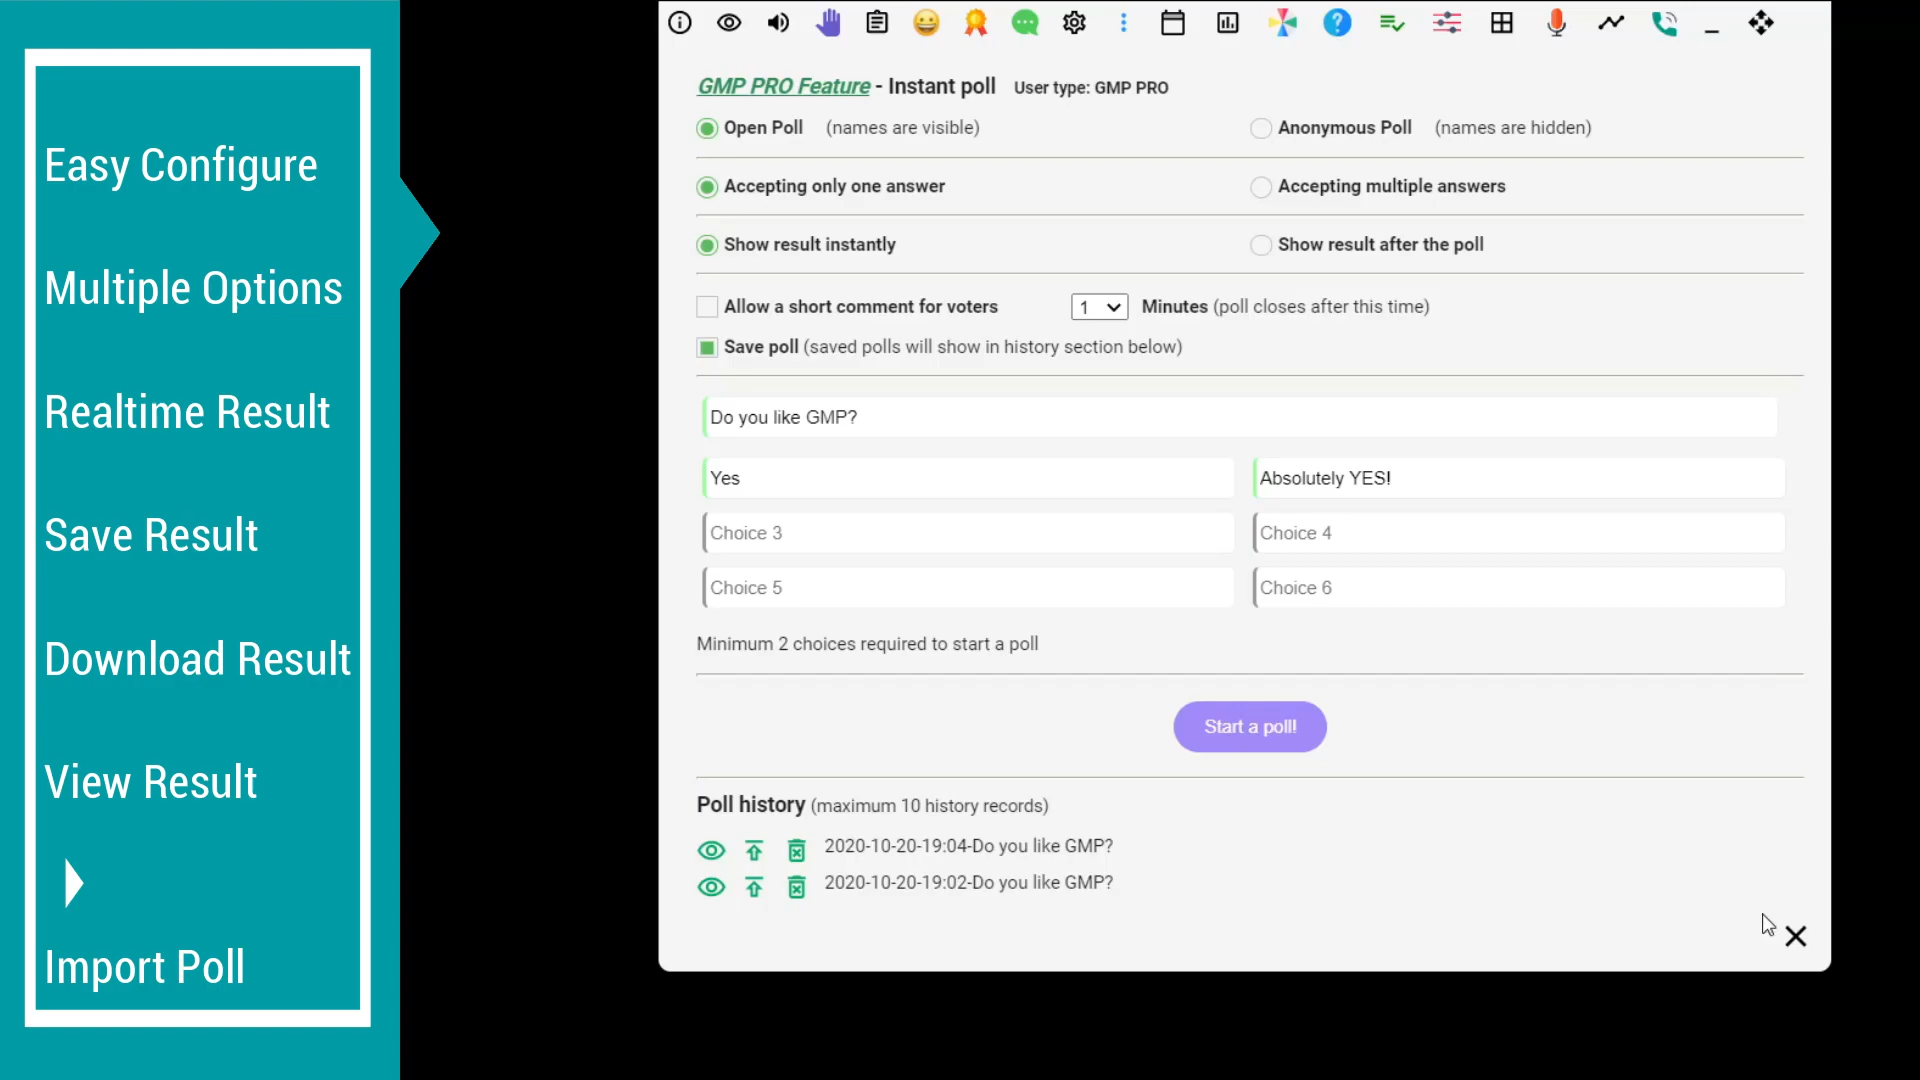 Easy Configure
Multiple Options
Realtime Result
Save Result
Download Result
View Result
Import Poll
GMP PRO Feature - Instant poll User type: GMP PRO
Open Poll (names are visible) Anonymous Poll (names are hidden)
Accepting only one answer Accepting multiple answers
Show result instantly Show result after the poll
Allow a short comment for voters 1 Minutes (poll closes after this time)
Save poll (saved polls will show in history section below)
Do you like GMP?
Yes Absolutely YES!
Choice 3 Choice 4
Choice 5 Choice 6
Minimum 2 choices required to start a poll
Start a poll!
Poll history (maximum 10 history records)
2020-10-20-19:04-Do you like GMP?
2020-10-20-19:02-Do you like GMP?